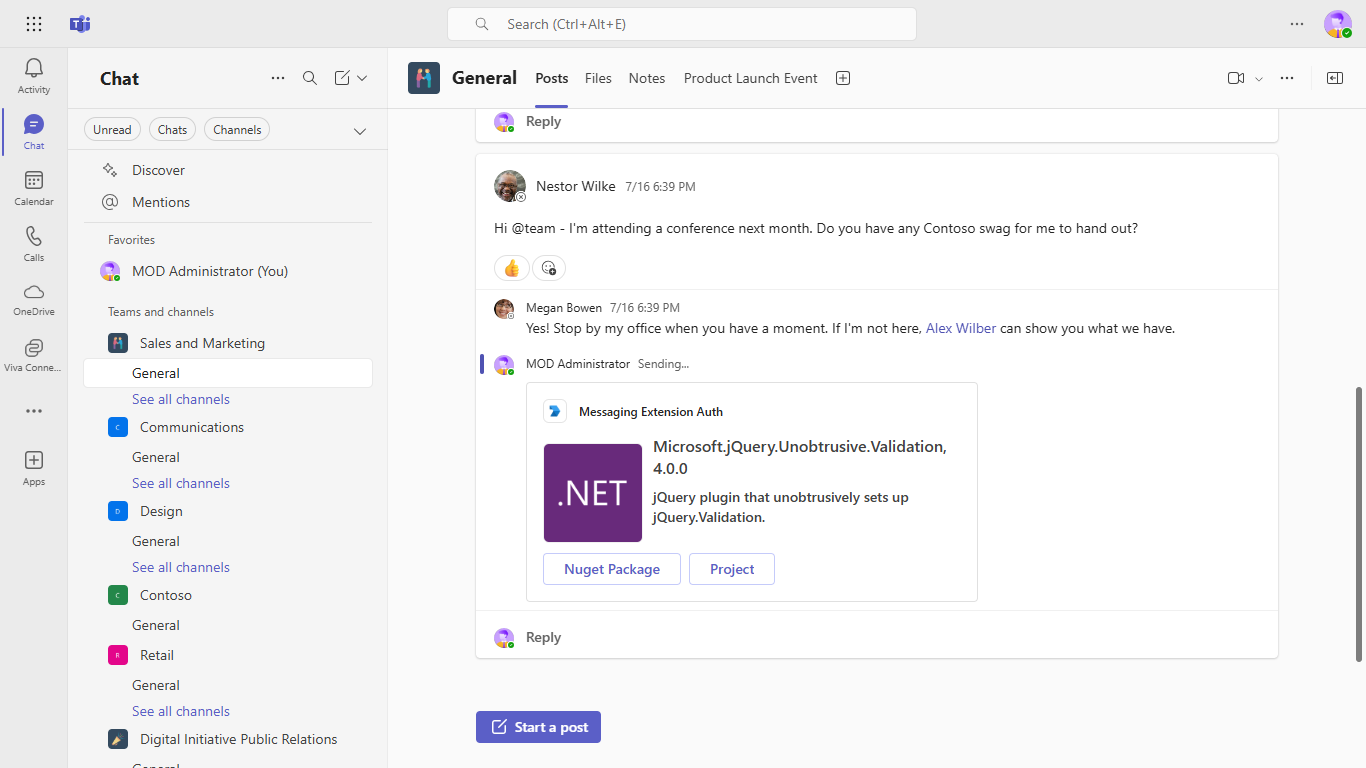 Search (Ctrl+Alt+E)
Activity
Chat
Calendar
Calls
OneDrive
Viva Conne...
Apps
Chat
Unread
Chats
Channels
Discover
Mentions
Favorites
MOD Administrator (You)
Teams and channels
Sales and Marketing
General
See all channels
C
Communications
General
See all channels
D
Design
General
See all channels
C
Contoso
General
R
Retail
General
See all channels
Digital Initiative Public Relations
General
General
Posts
Files
Notes
Product Launch Event
Reply
Nestor Wilke 7/16 6:39 PM
Hi @team - I'm attending a conference next month. Do you have any Contoso swag for me to hand out?
Megan Bowen 7/16 6:39 PM
Yes! Stop by my office when you have a moment. If I'm not here, Alex Wilber can show you what we have.
MOD Administrator Sending...
Messaging Extension Auth
.NET
Microsoft.jQuery.Unobtrusive.Validation,
4.0.0
jQuery plugin that unobtrusively sets up
jQuery.Validation.
Nuget Package
Project
Reply
Start a post